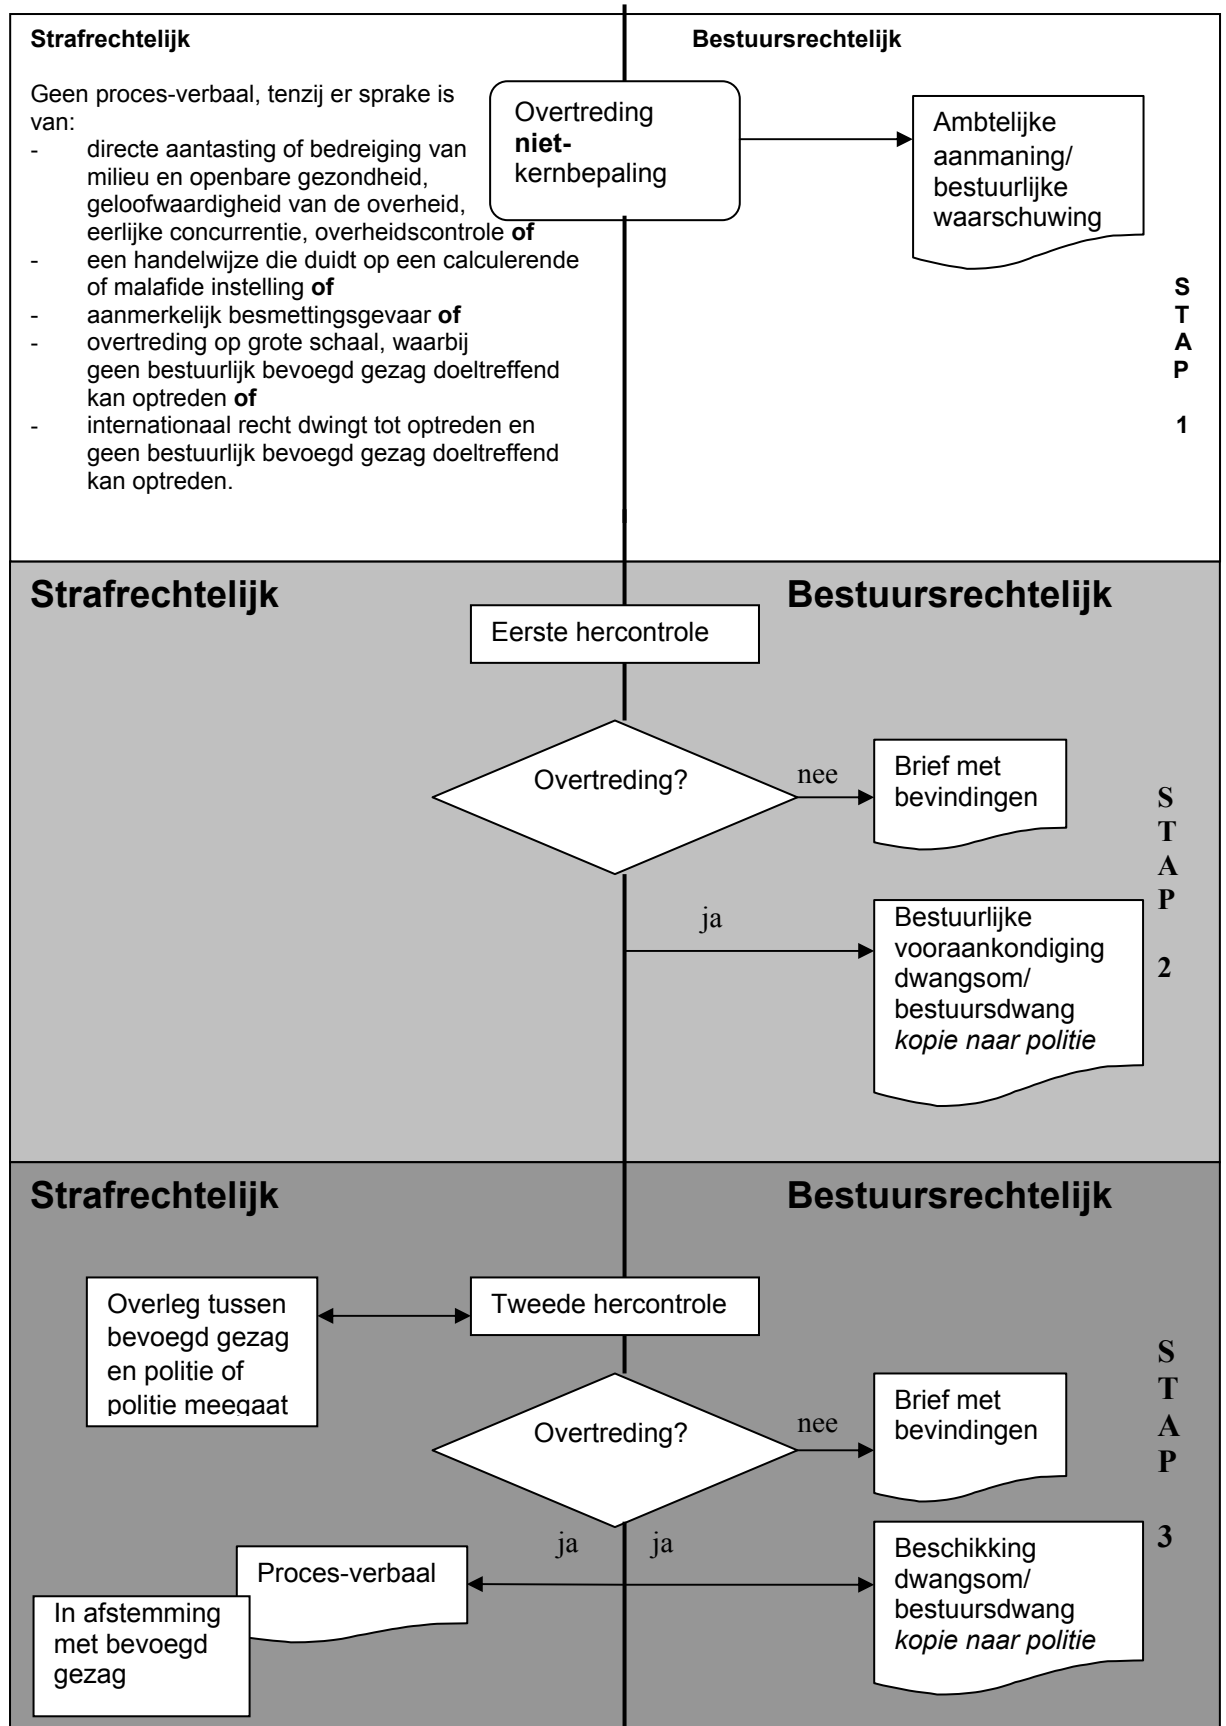 Strafrechtelijk
Bestuursrechtelijk
Geen proces-verbaal, tenzij er sprake is
van:
- directe aantasting of bedreiging van
milieu en openbare gezondheid,
geloofwaardigheid van de overheid,
eerlijke concurrentie, overheidscontrole of
- een handelwijze die duidt op een calculerende
of malafide instelling of
- aanmerkelijk besmettingsgevaar of
- overtreding op grote schaal, waarbij
geen bestuurlijk bevoegd gezag doeltreffend
kan optreden of
- internationaal recht dwingt tot optreden en
geen bestuurlijk bevoegd gezag doeltreffend
kan optreden.
Overtreding
niet-
kernbepaling
Ambtelijke
aanmaning/
bestuurlijke
waarschuwing
S
T
A
P
1
Strafrechtelijk
Bestuursrechtelijk
Eerste hercontrole
Overtreding?
nee
Brief met
bevindingen
ja
Bestuurlijke
vooraankondiging
dwangsom/
bestuursdwang
kopie naar politie
S
T
A
P
2
Strafrechtelijk
Bestuursrechtelijk
Overleg tussen
bevoegd gezag
en politie of
politie meegaat
Tweede hercontrole
Overtreding?
nee
Brief met
bevindingen
ja
ja
Proces-verbaal
In afstemming
met bevoegd
gezag
Beschikking
dwangsom/
bestuursdwang
kopie naar politie
S
T
A
P
3